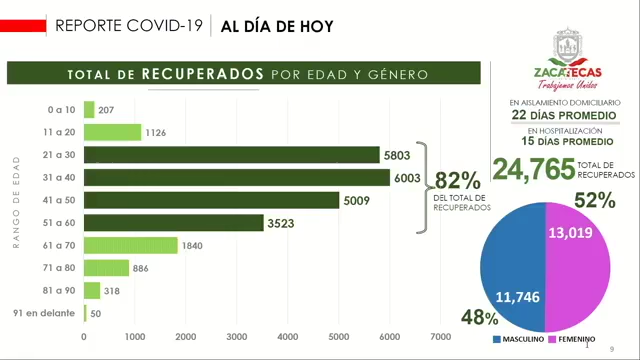 REPORTE COVID-19
AL DÍA DE HOY
TOTAL DE RECUPERADOS POR EDAD Y GÉNERO
ZACATECAS
Trabajemos Unidos
EN AISLAMIENTO DOMICILIARIO
22 DÍAS PROMEDIO
EN HOSPITALIZACIÓN
15 DÍAS PROMEDIO
24,765 TOTAL DE RECUPERADOS
RANGO DE EDAD
0 a 10 207
11 a 20 1126
21 a 30 5803
31 a 40 6003
41 a 50 5009
51 a 60 3523
61 a 70 1840
71 a 80 886
81 a 90 318
91 en delante 50
0 1000 2000 3000 4000 5000 6000 7000
82%
DEL TOTAL DE
RECUPERADOS
52%
13,019
11,746
48%
MASCULINO FEMENINO
1
9